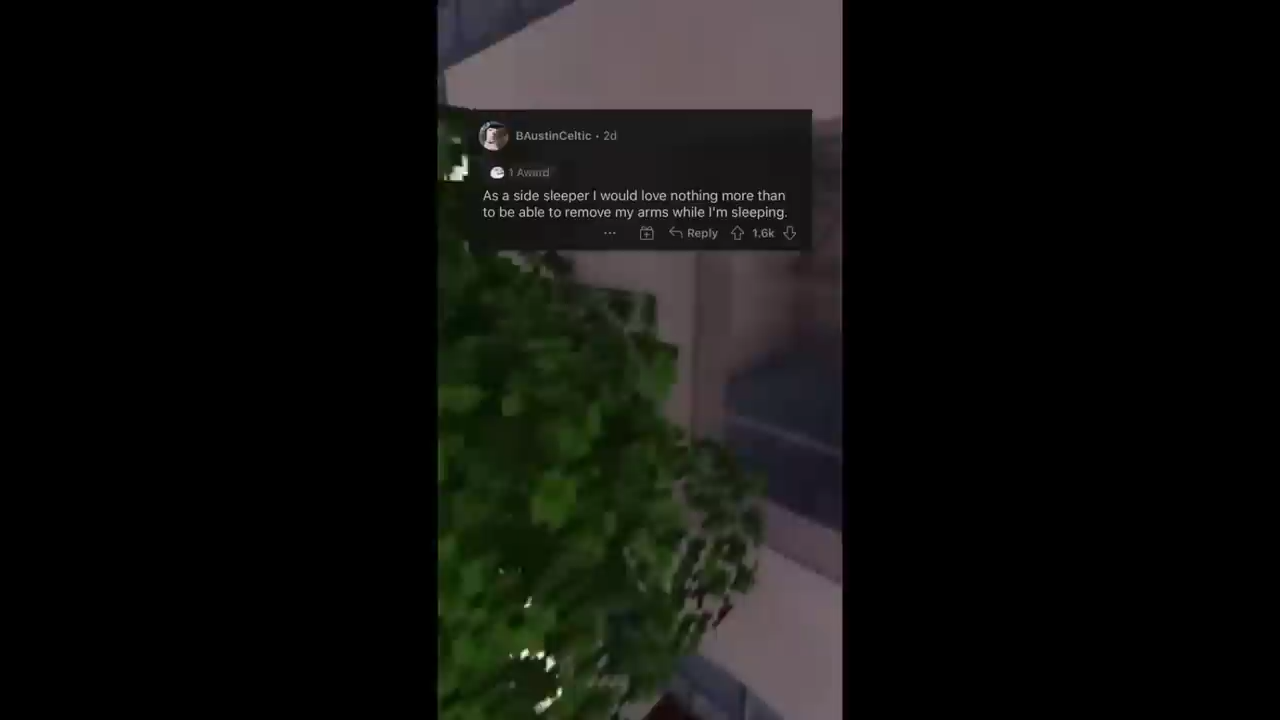 BAustinCeltic • 2d
1 Award
As a side sleeper I would love nothing more than
to be able to remove my arms while I'm sleeping.
... Reply 1.6k